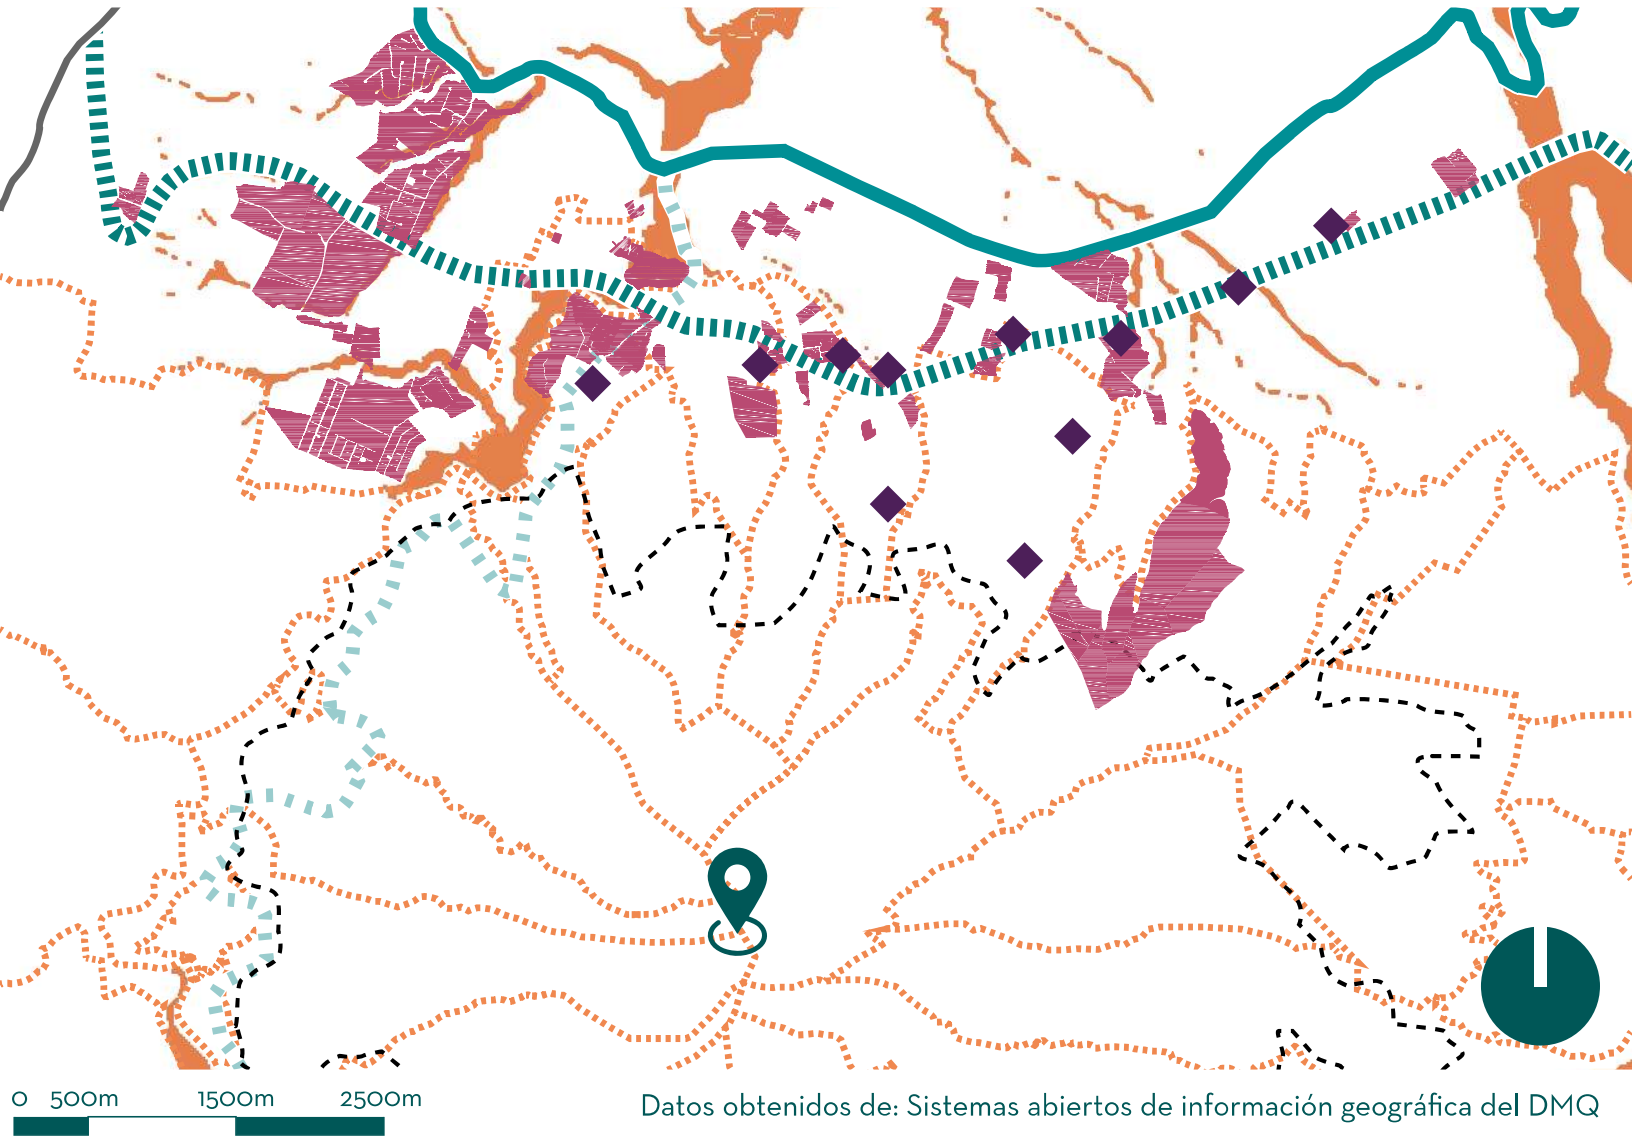 0 500m 1500m 2500m
Datos obtenidos de: Sistemas abiertos de información geográfica del DMQ